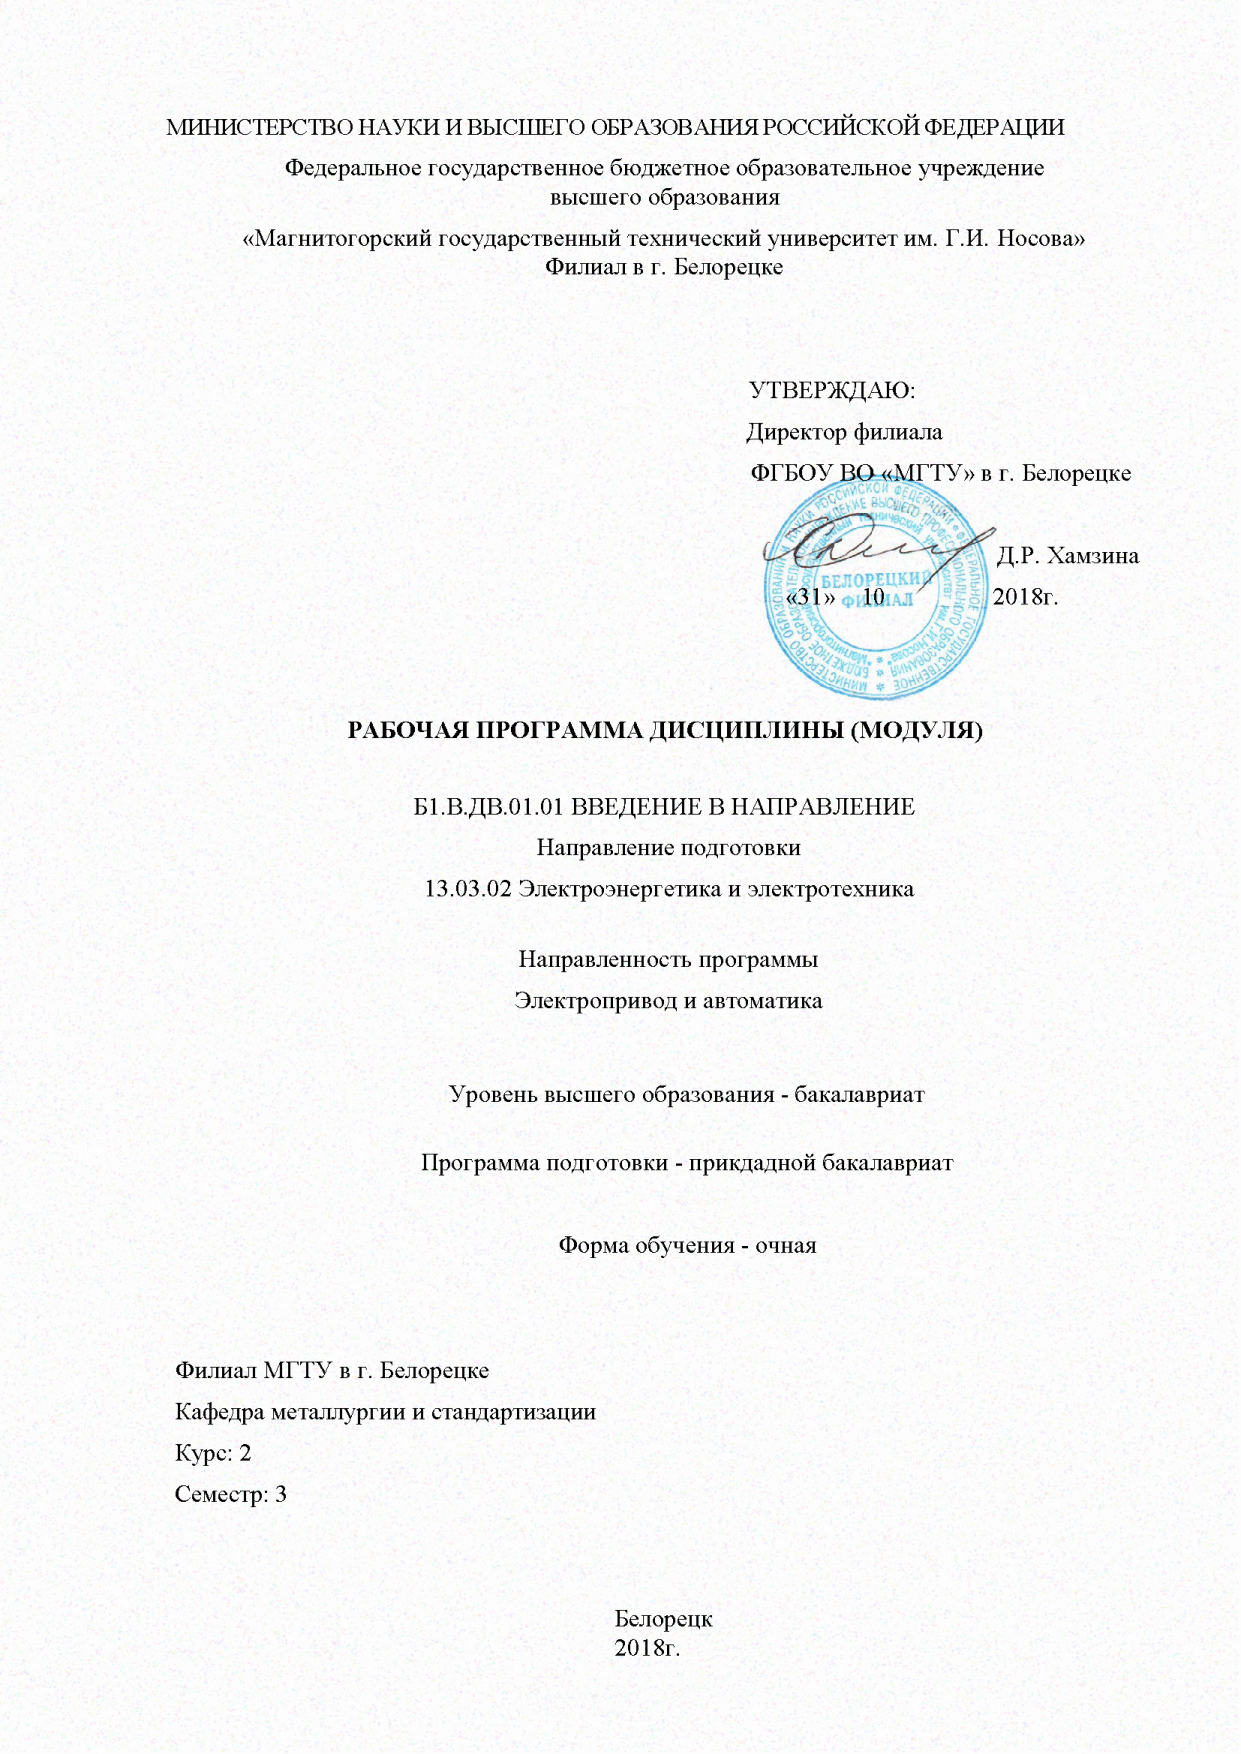 МИНИСТЕРСТВО НАУКИ И ВЫСШЕГО ОБРАЗОВАНИЯ РОССИЙСКОЙ ФЕДЕРАЦИИ
Федеральное государственное бюджетное образовательное учреждение
высшего образования
«Магнитогорский государственный технический университет им. Г.И. Носова»
Филиал в г. Белорецке
УТВЕРЖДАЮ:
Директор филиала
ФГБОУ ВО «МГТУ» в г. Белорецке
Д.Р. Хамзина
БЕЛОРЕЦКИЙ
ФИЛИАЛ
«31» 10 2018г.
РАБОЧАЯ ПРОГРАММА ДИСЦИПЛИНЫ (МОДУЛЯ)
Б1.В.ДВ.01.01 ВВЕДЕНИЕ В НАПРАВЛЕНИЕ
Направление подготовки
13.03.02 Электроэнергетика и электротехника
Направленность программы
Электропривод и автоматика
Уровень высшего образования - бакалавриат
Программа подготовки - прикдадной бакалавриат
Форма обучения - очная
Филиал МГТУ в г. Белорецке
Кафедра металлургии и стандартизации
Курс: 2
Семестр: 3
Белорецк
2018г.